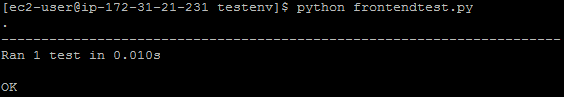 [ec2-user@ip-172-31-21-231 testenv]$ python frontendtest.py
.
----------------------------------------------------------------------
Ran 1 test in 0.010s
OK